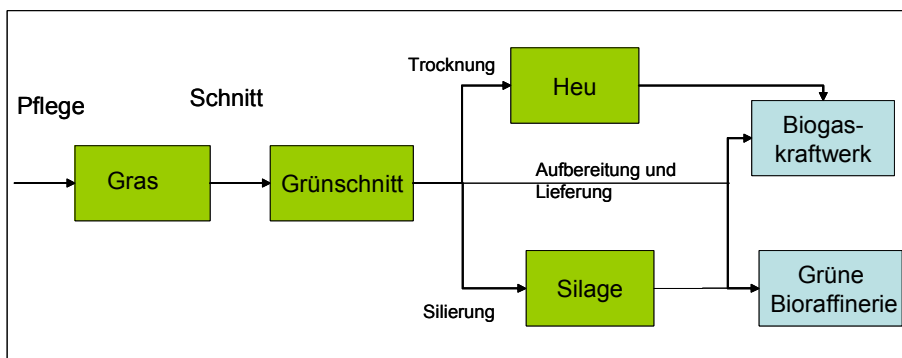 Pflege
Schnitt
Trocknung
Heu
Biogas-
kraftwerk
Gras
Grünschnitt
Aufbereitung und
Lieferung
Silierung
Silage
Grüne
Bioraffinerie